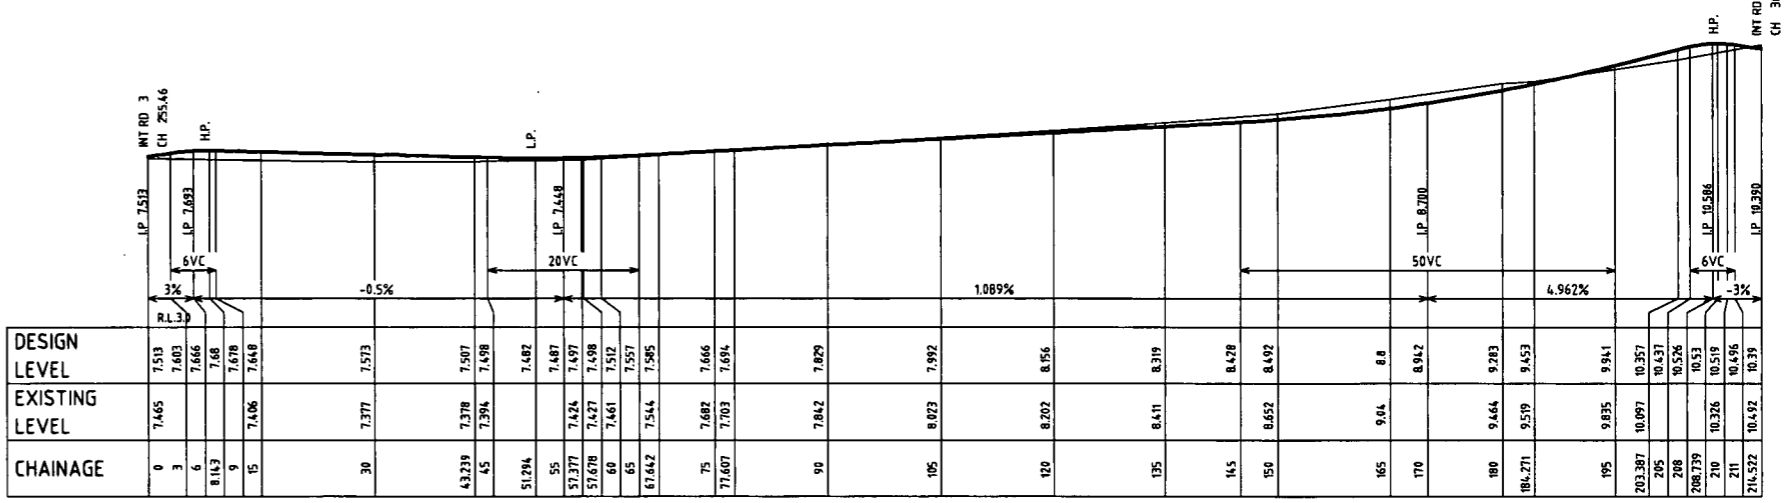 INT RD 3
CH 255.46
H.P.
L.P.
H.P.
INT RD
CH
I.P 7.513
I.P 7.693
I.P 7.448
I.P 8.700
I.P 10.586
I.P 10.390
6VC
20VC
50VC
6VC
3%
-0.5%
1.089%
4.962%
-3%
R.L.3.0
DESIGN LEVEL 7.513 7.603 7.666 7.68 7.678 7.648 7.573 7.507 7.498 7.482 7.487 7.497 7.498 7.512 7.557 7.585 7.666 7.694 7.829 7.992 8.156 8.319 8.428 8.492 8.8 8.942 9.283 9.453 9.941 10.357 10.437 10.526 10.53 10.519 10.496 10.39
EXISTING LEVEL 7.465 7.406 7.377 7.378 7.394 7.424 7.427 7.461 7.544 7.682 7.703 7.842 8.023 8.202 8.411 8.652 9.04 9.464 9.519 9.835 10.097 10.326 10.492
CHAINAGE 0 3 6 8.143 9 15 30 43.239 45 51.294 55 57.377 57.678 60 65 67.642 75 77.607 90 105 120 135 145 150 165 170 180 184.271 195 203.387 205 208 208.739 210 211 214.522